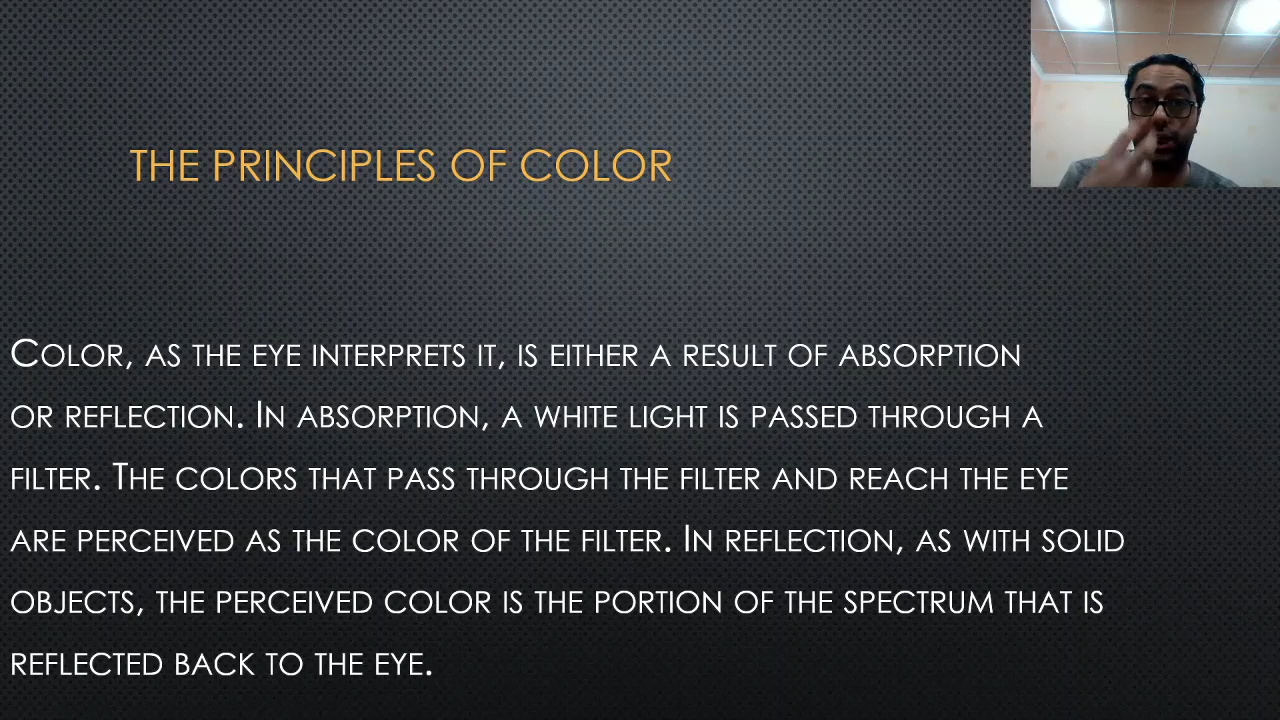 THE PRINCIPLES OF COLOR
COLOR, AS THE EYE INTERPRETS IT, IS EITHER A RESULT OF ABSORPTION
OR REFLECTION. IN ABSORPTION, A WHITE LIGHT IS PASSED THROUGH A
FILTER. THE COLORS THAT PASS THROUGH THE FILTER AND REACH THE EYE
ARE PERCEIVED AS THE COLOR OF THE FILTER. IN REFLECTION, AS WITH SOLID
OBJECTS, THE PERCEIVED COLOR IS THE PORTION OF THE SPECTRUM THAT IS
REFLECTED BACK TO THE EYE.